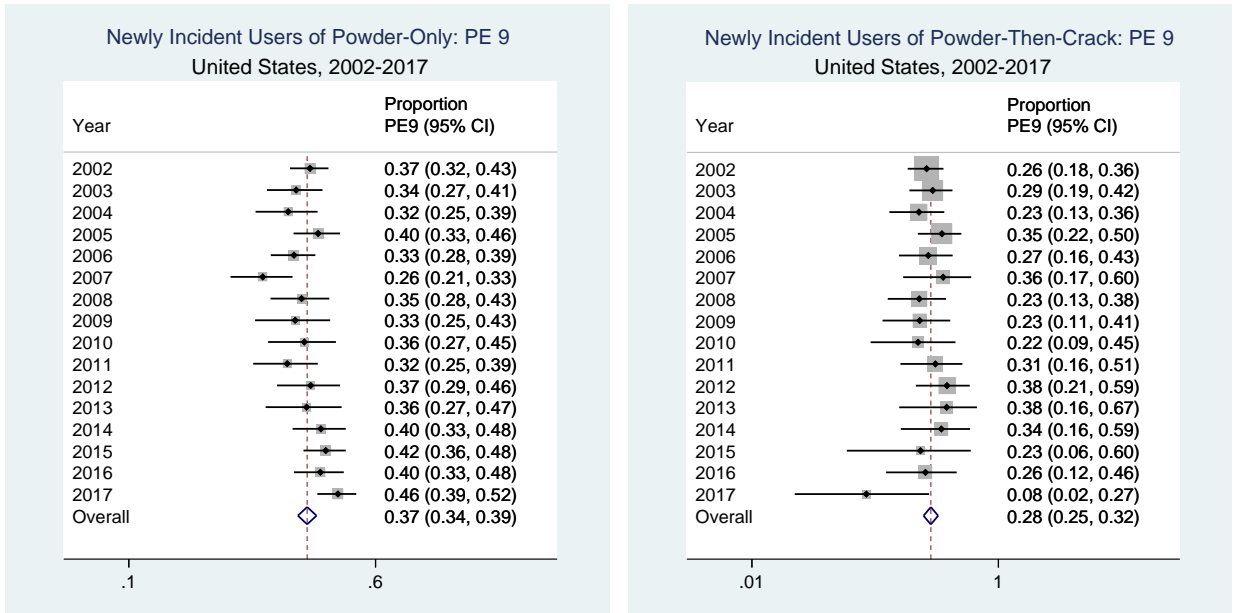 Newly Incident Users of Powder-Only: PE 9
United States, 2002-2017
Proportion
Year PE9 (95% CI)
2002 0.37 (0.32, 0.43)
2003 0.34 (0.27, 0.41)
2004 0.32 (0.25, 0.39)
2005 0.40 (0.33, 0.46)
2006 0.33 (0.28, 0.39)
2007 0.26 (0.21, 0.33)
2008 0.35 (0.28, 0.43)
2009 0.33 (0.25, 0.43)
2010 0.36 (0.27, 0.45)
2011 0.32 (0.25, 0.39)
2012 0.37 (0.29, 0.46)
2013 0.36 (0.27, 0.47)
2014 0.40 (0.33, 0.48)
2015 0.42 (0.36, 0.48)
2016 0.40 (0.33, 0.48)
2017 0.46 (0.39, 0.52)
Overall 0.37 (0.34, 0.39)
.1 .6
Newly Incident Users of Powder-Then-Crack: PE 9
United States, 2002-2017
Proportion
Year PE9 (95% CI)
2002 0.26 (0.18, 0.36)
2003 0.29 (0.19, 0.42)
2004 0.23 (0.13, 0.36)
2005 0.35 (0.22, 0.50)
2006 0.27 (0.16, 0.43)
2007 0.36 (0.17, 0.60)
2008 0.23 (0.13, 0.38)
2009 0.23 (0.11, 0.41)
2010 0.22 (0.09, 0.45)
2011 0.31 (0.16, 0.51)
2012 0.38 (0.21, 0.59)
2013 0.38 (0.16, 0.67)
2014 0.34 (0.16, 0.59)
2015 0.23 (0.06, 0.60)
2016 0.26 (0.12, 0.46)
2017 0.08 (0.02, 0.27)
Overall 0.28 (0.25, 0.32)
.01 1